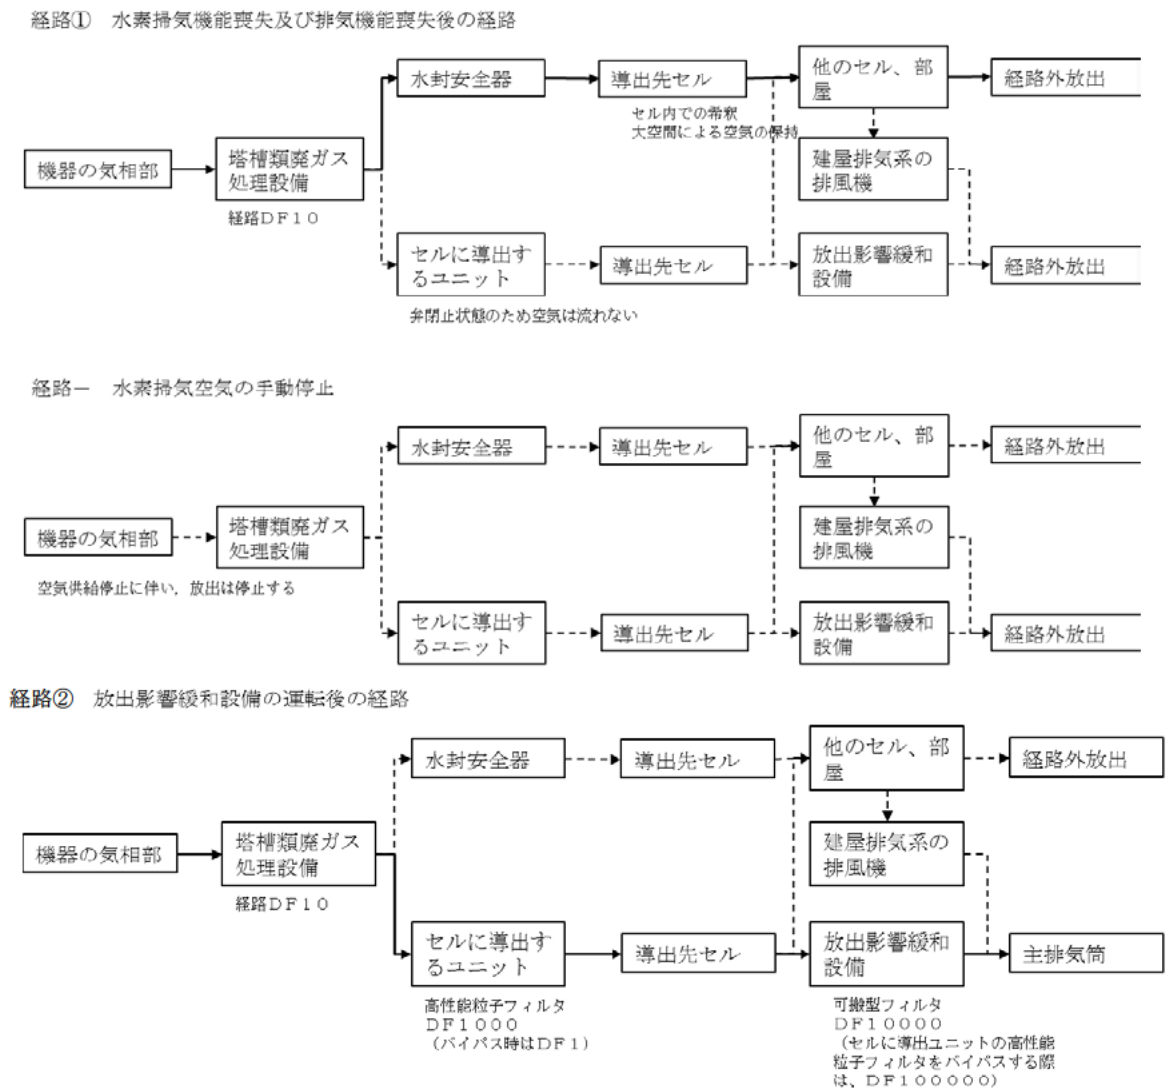 経路①　水素掃気機能喪失及び排気機能喪失後の経路
機器の気相部
塔槽類廃ガス
処理設備
経路ＤＦ１０
水封安全器
導出先セル
セル内での希釈
大空間による空気の保持
他のセル、部
屋
経路外放出
建屋排気系の
排風機
セルに導出す
るユニット
弁閉止状態のため空気は流れない
導出先セル
放出影響緩和
設備
経路外放出
経路－　水素掃気空気の手動停止
機器の気相部
空気供給停止に伴い，放出は停止する
塔槽類廃ガス
処理設備
水封安全器
導出先セル
他のセル、部
屋
経路外放出
建屋排気系の
排風機
セルに導出す
るユニット
導出先セル
放出影響緩和
設備
経路外放出
経路②　放出影響緩和設備の運転後の経路
機器の気相部
塔槽類廃ガス
処理設備
経路ＤＦ１０
水封安全器
導出先セル
他のセル、部
屋
経路外放出
建屋排気系の
排風機
セルに導出す
るユニット
高性能粒子フィルタ
ＤＦ１０００
（バイパス時はＤＦ１）
導出先セル
放出影響緩和
設備
可搬型フィルタ
ＤＦ１００００
（セルに導出ユニットの高性能
粒子フィルタをバイパスする際
は、ＤＦ１０００００）
主排気筒